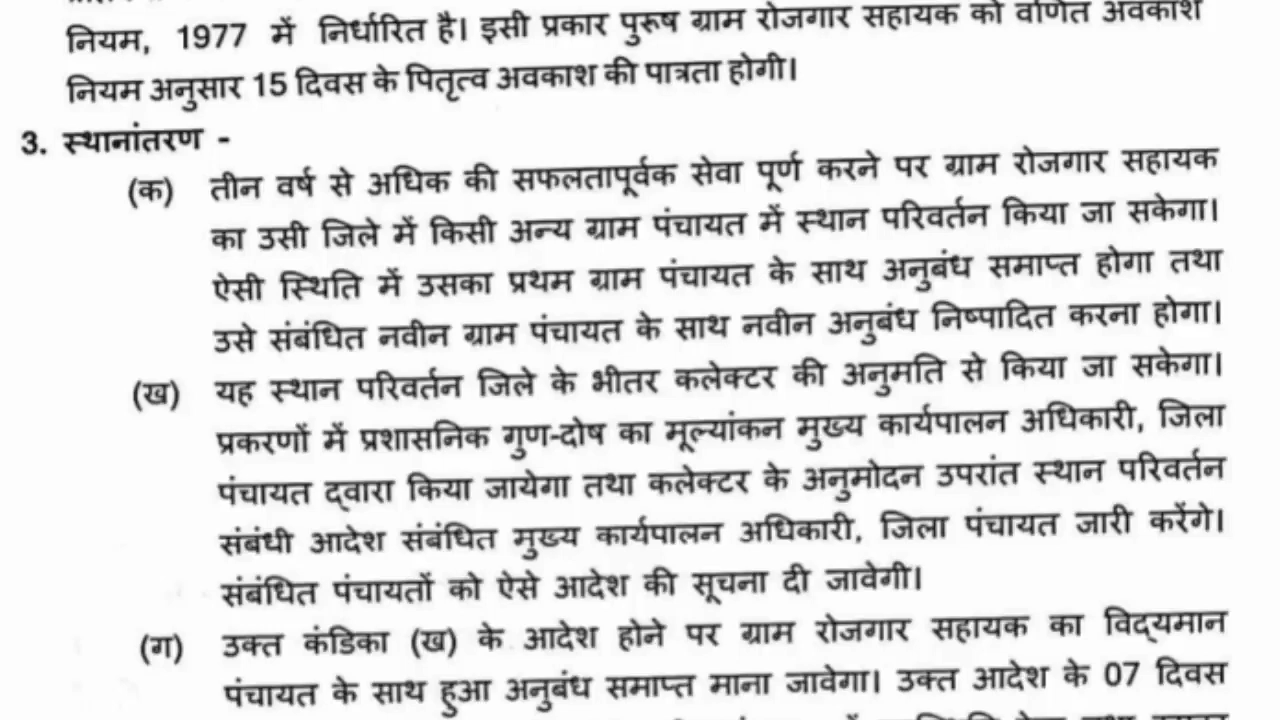 नियम, 1977 में निर्धारित है। इसी प्रकार पुरूष ग्राम रोजगार सहायक को वर्णित अवकाश
नियम अनुसार 15 दिवस के पितृत्व अवकाश की पात्रता होगी।
3. स्थानांतरण -
(क) तीन वर्ष से अधिक की सफलतापूर्वक सेवा पूर्ण करने पर ग्राम रोजगार सहायक
का उसी जिले में किसी अन्य ग्राम पंचायत में स्थान परिवर्तन किया जा सकेगा।
ऐसी स्थिति में उसका प्रथम ग्राम पंचायत के साथ अनुबंध समाप्त होगा तथा
उसे संबंधित नवीन ग्राम पंचायत के साथ नवीन अनुबंध निष्पादित करना होगा।
(ख) यह स्थान परिवर्तन जिले के भीतर कलेक्टर की अनुमति से किया जा सकेगा।
प्रकरणों में प्रशासनिक गुण-दोष का मूल्यांकन मुख्य कार्यपालन अधिकारी, जिला
पंचायत द्वारा किया जायेगा तथा कलेक्टर के अनुमोदन उपरांत स्थान परिवर्तन
संबंधी आदेश संबंधित मुख्य कार्यपालन अधिकारी, जिला पंचायत जारी करेंगे।
संबंधित पंचायतों को ऐसे आदेश की सूचना दी जावेगी।
(ग) उक्त कंडिका (ख) के आदेश होने पर ग्राम रोजगार सहायक का विद्यमान
पंचायत के साथ हुआ अनुबंध समाप्त माना जावेगा। उक्त आदेश के 07 दिवस